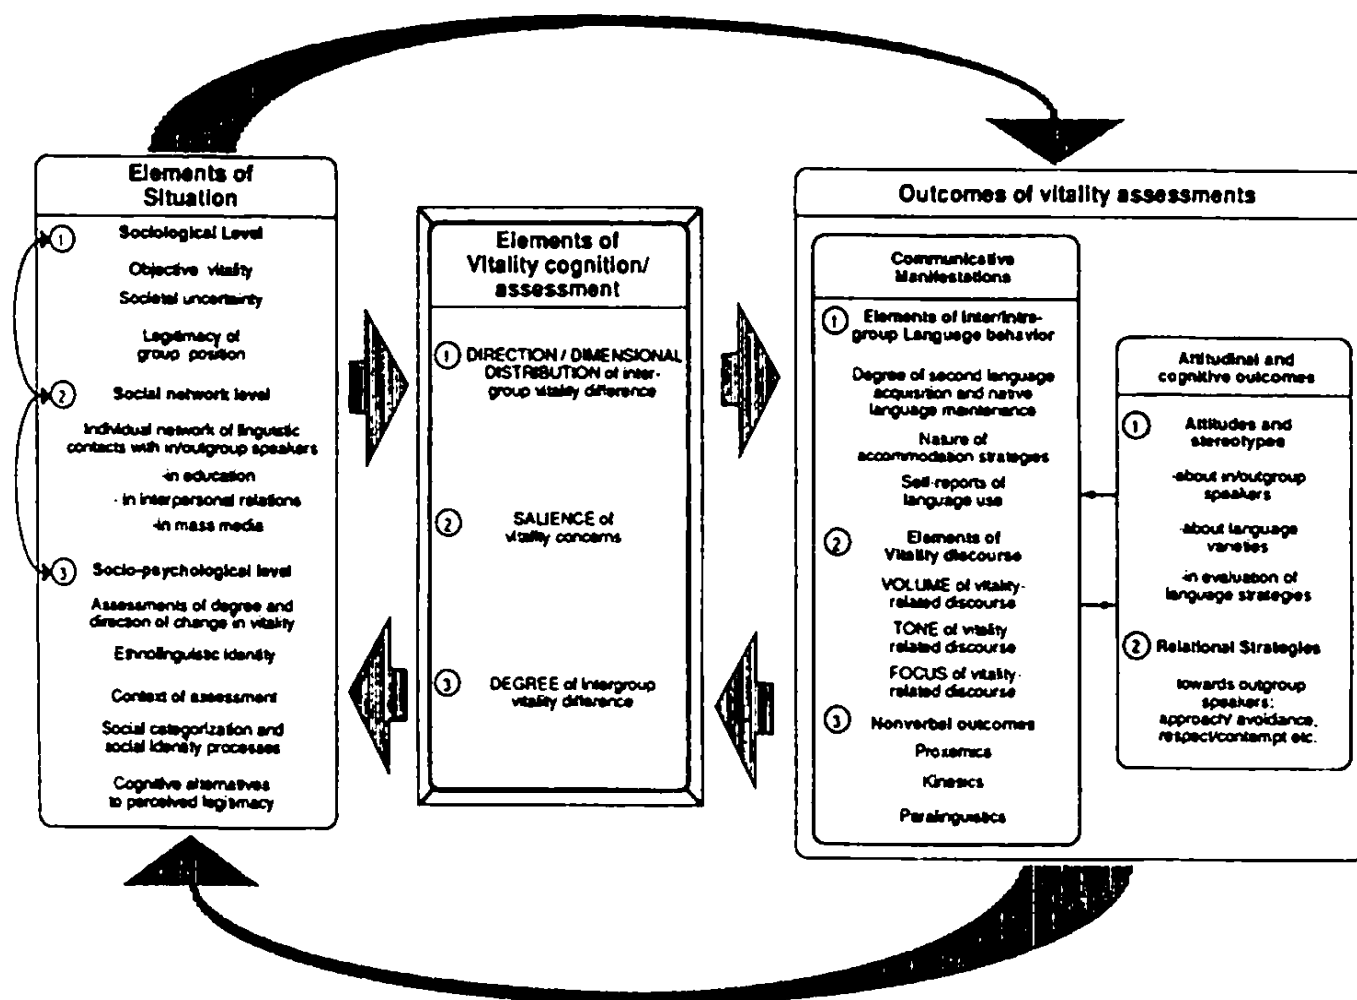 Elements of
Situation
1 Sociological Level
Objective vitality
Societal uncertainty
Legitimacy of
group position
2 Social network level
Individual network of linguistic
contacts with in/outgroup speakers
-in education
- in interpersonal relations
-in mass media
3 Socio-psychological level
Assessments of degree and
direction of change in vitality
Ethnolinguistic identity
Context of assessment
Social categorization and
social identity processes
Cognitive alternatives
to perceived legitimacy
Elements of
Vitality cognition/
assessment
1 DIRECTION / DIMENSIONAL
DISTRIBUTION of inter-
group vitality difference
2 SALIENCE of
vitality concerns
3 DEGREE of intergroup
vitality difference
Outcomes of vitality assessments
Communicative
Manifestations
1 Elements of Inter/Intra-
group Language behavior
Degree of second language
acquisition and native
language maintenance
Nature of
accommodation strategies
Self-reports of
language use
2 Elements of
Vitality discourse
VOLUME of vitality-
related discourse
TONE of vitality
related discourse
FOCUS of vitality-
related discourse
3 Nonverbal outcomes
Proxemics
Kinesics
Paralinguistics
Attitudinal and
cognitive outcomes
1 Attitudes and
stereotypes
-about in/outgroup
speakers
-about language
varieties
-in evaluation of
language strategies
2 Relational Strategies
towards outgroup
speakers:
approach/ avoidance,
respect/contempt etc.